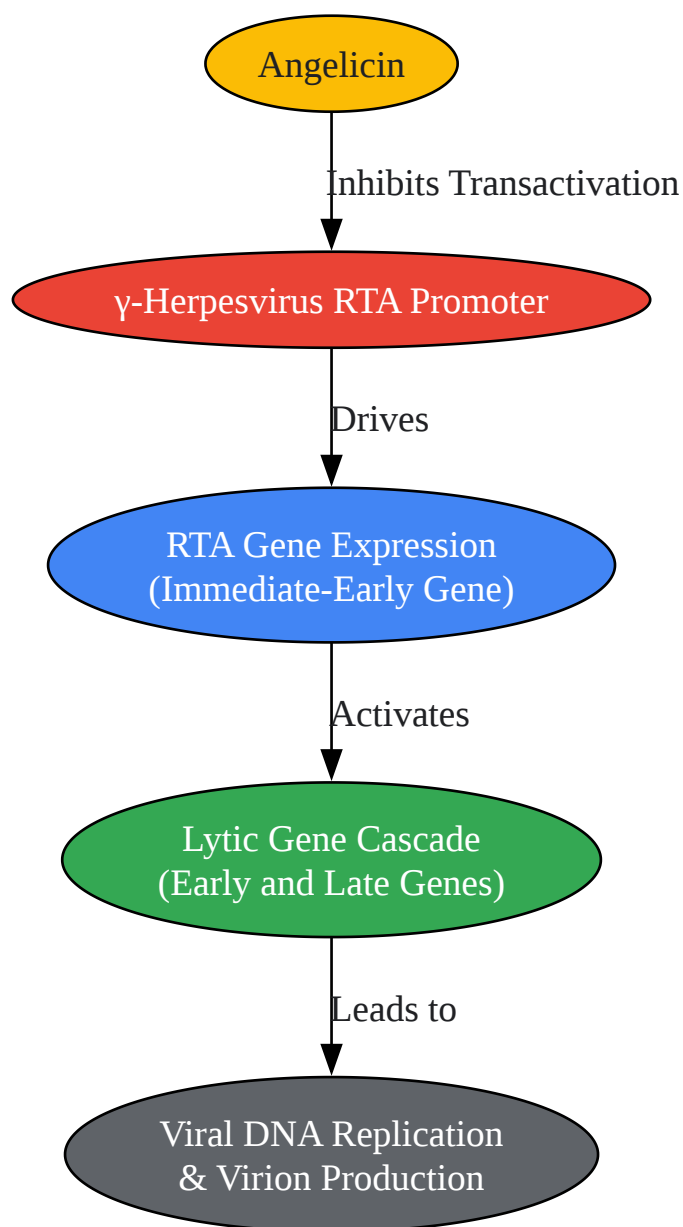 Angelicin
Inhibits Transactivation
γ-Herpesvirus RTA Promoter
Drives
RTA Gene Expression
(Immediate-Early Gene)
Activates
Lytic Gene Cascade
(Early and Late Genes)
Leads to
Viral DNA Replication
& Virion Production